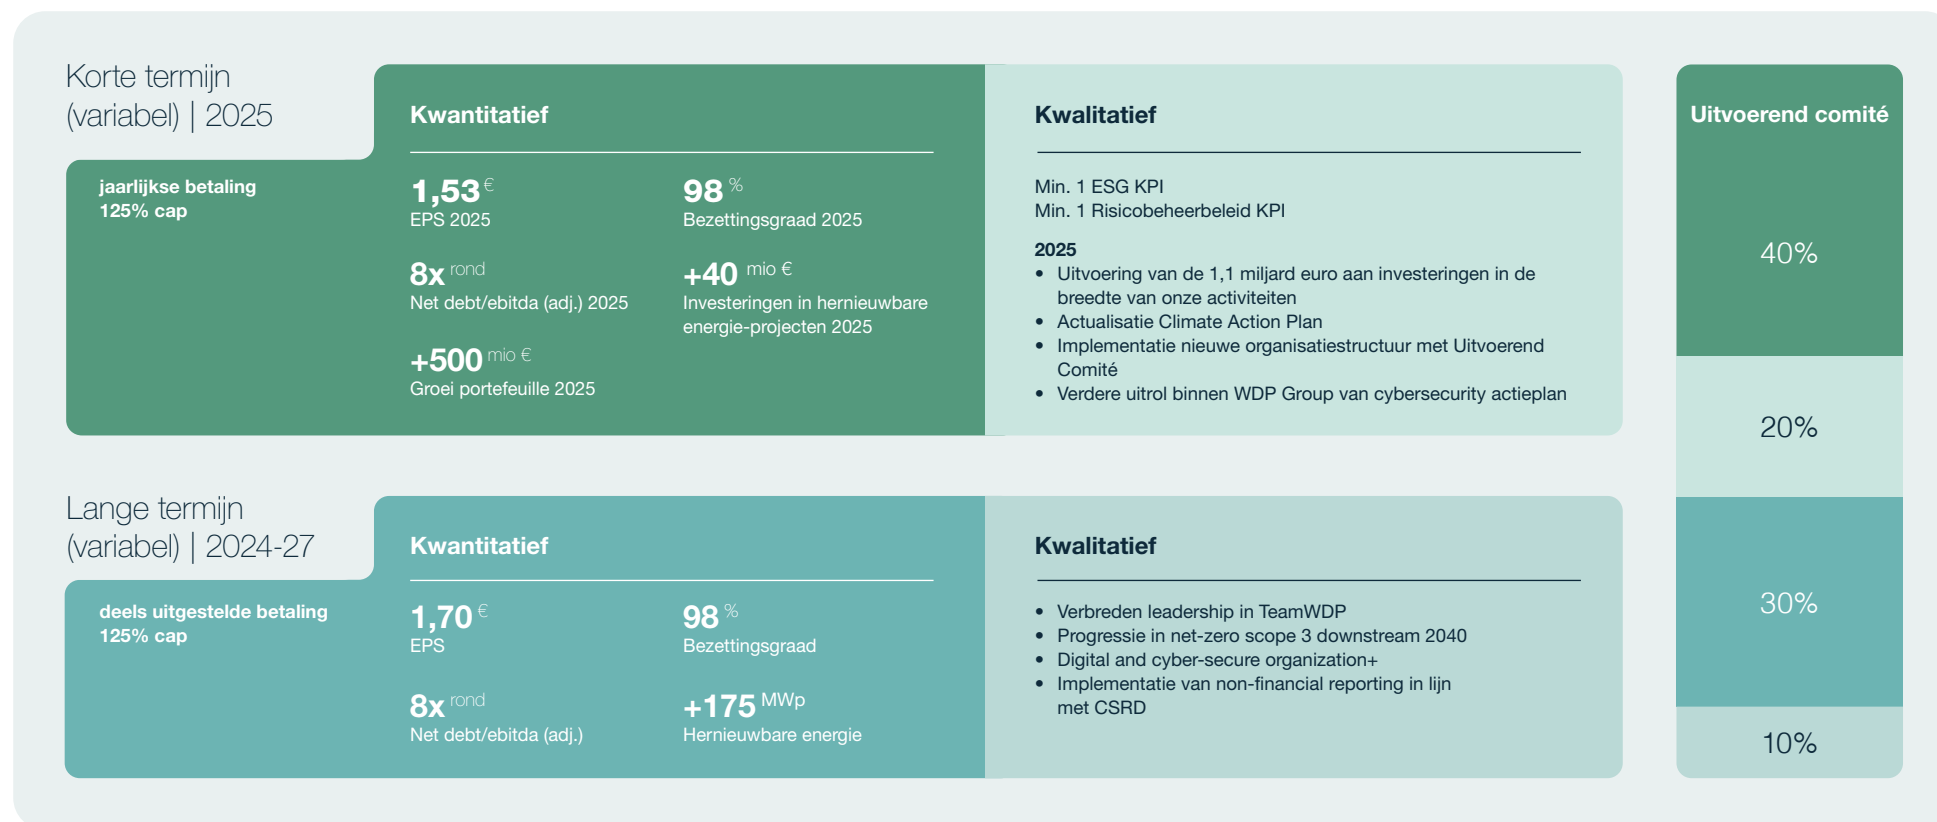 Korte termijn
(variabel) | 2025
jaarlijkse betaling
125% cap
Kwantitatief
1,53 €
EPS 2025
98 %
Bezettingsgraad 2025
8x rond
Net debt/ebitda (adj.) 2025
+40 mio €
Investeringen in hernieuwbare
energie-projecten 2025
+500 mio €
Groei portefeuille 2025
Kwalitatief
Min. 1 ESG KPI
Min. 1 Risicobeheerbeleid KPI
2025
• Uitvoering van de 1,1 miljard euro aan investeringen in de
breedte van onze activiteiten
• Actualisatie Climate Action Plan
• Implementatie nieuwe organisatiestructuur met Uitvoerend
Comité
• Verdere uitrol binnen WDP Group van cybersecurity actieplan
Lange termijn
(variabel) | 2024-27
deels uitgestelde betaling
125% cap
Kwantitatief
1,70 €
EPS
98 %
Bezettingsgraad
8x rond
Net debt/ebitda (adj.)
+175 MWp
Hernieuwbare energie
Kwalitatief
• Verbreden leadership in TeamWDP
• Progressie in net-zero scope 3 downstream 2040
• Digital and cyber-secure organization+
• Implementatie van non-financial reporting in lijn
met CSRD
Uitvoerend comité
40%
20%
30%
10%